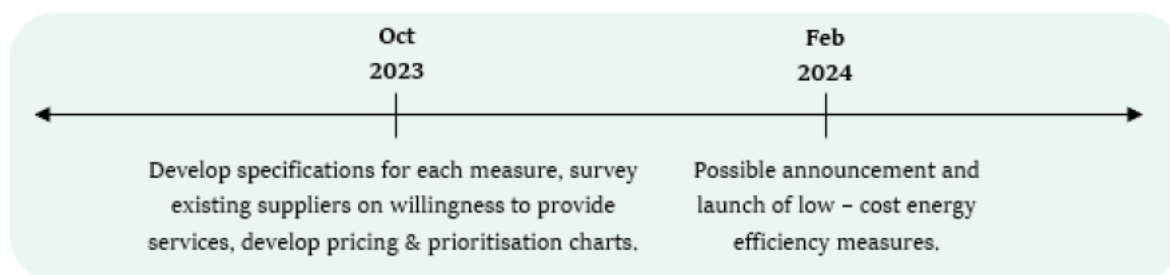 Oct
2023
Develop specifications for each measure, survey
existing suppliers on willingness to provide
services, develop pricing & prioritisation charts.
Feb
2024
Possible announcement and
launch of low – cost energy
efficiency measures.